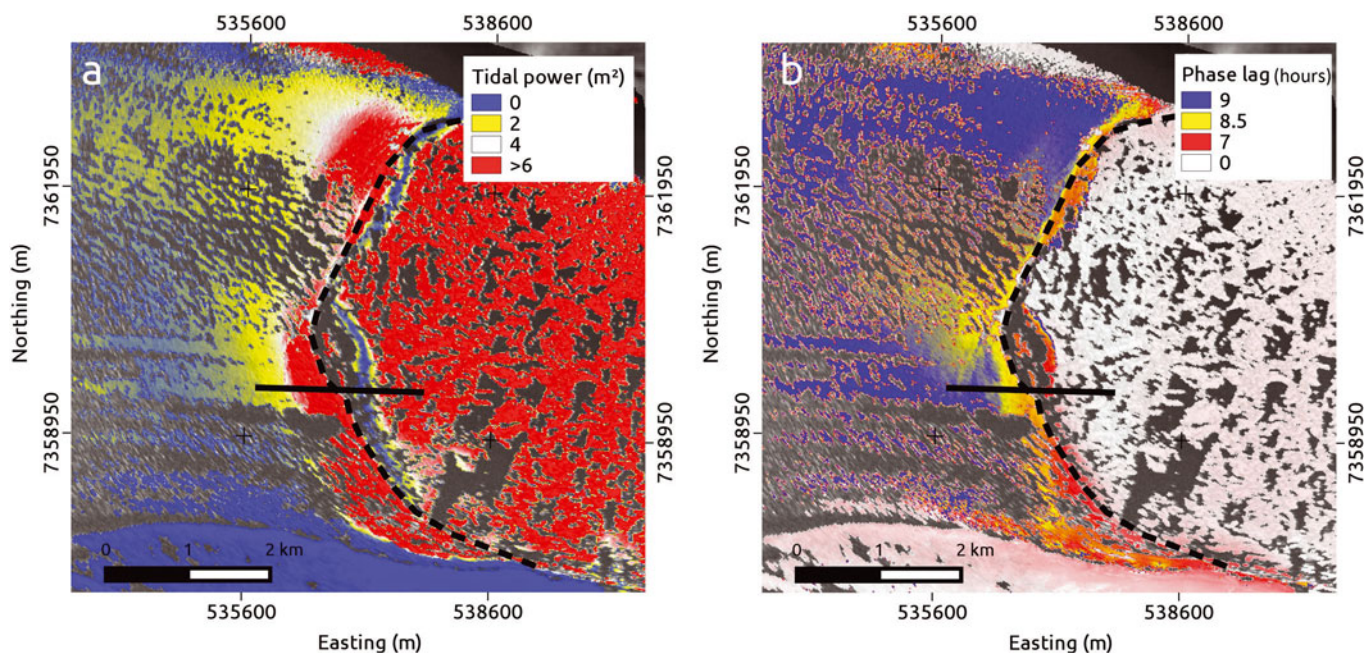 535600
538600
535600
538600
a
Tidal power (m²)
0
2
4
>6
b
Phase lag (hours)
9
8.5
7
0
7361950
7361950
7361950
7361950
Northing (m)
Northing (m)
7358950
7358950
7358950
7358950
0
1
2 km
0
1
2 km
535600
538600
535600
538600
Easting (m)
Easting (m)